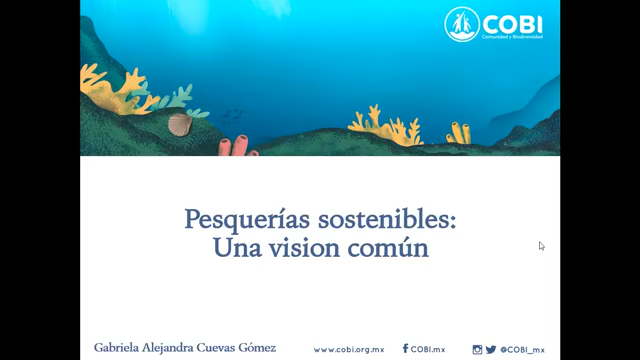 COBI
Comunidad y Biodiversidad
Pesquerías sostenibles:
Una vision común
Gabriela Alejandra Cuevas Gómez
www.cobi.org.mx
COBI.mx
@COBI_mx